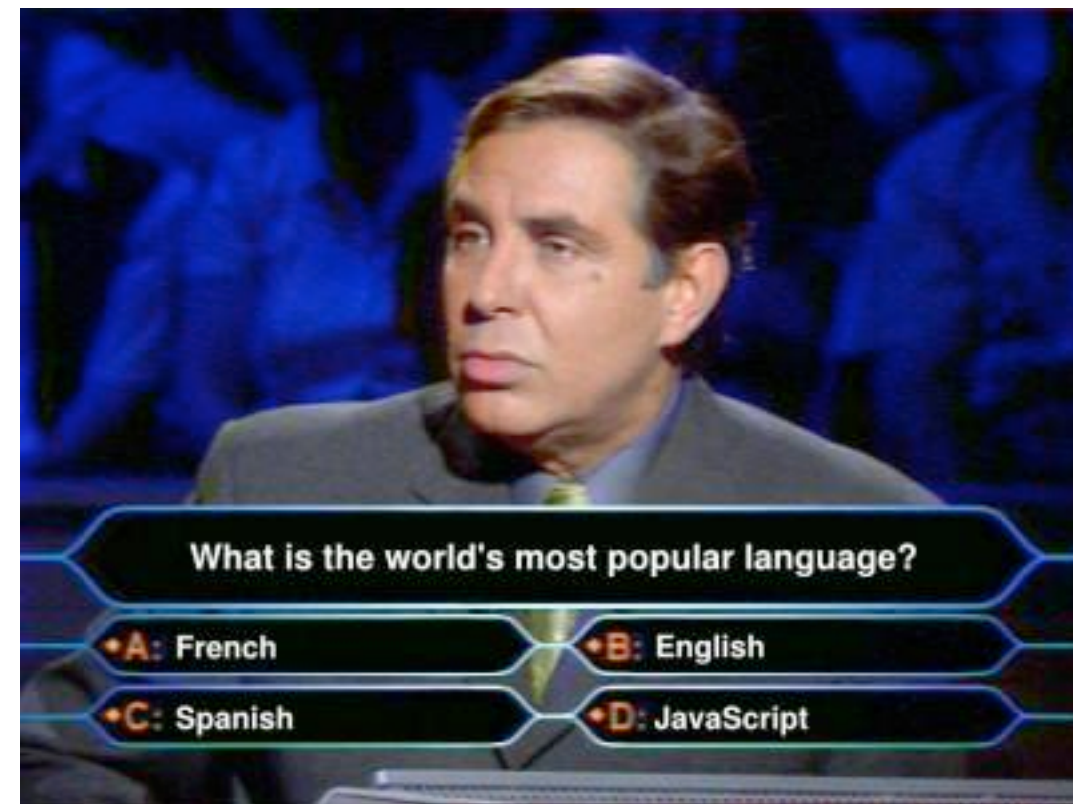 What is the world's most popular language?
A: French
B: English
C: Spanish
D: JavaScript